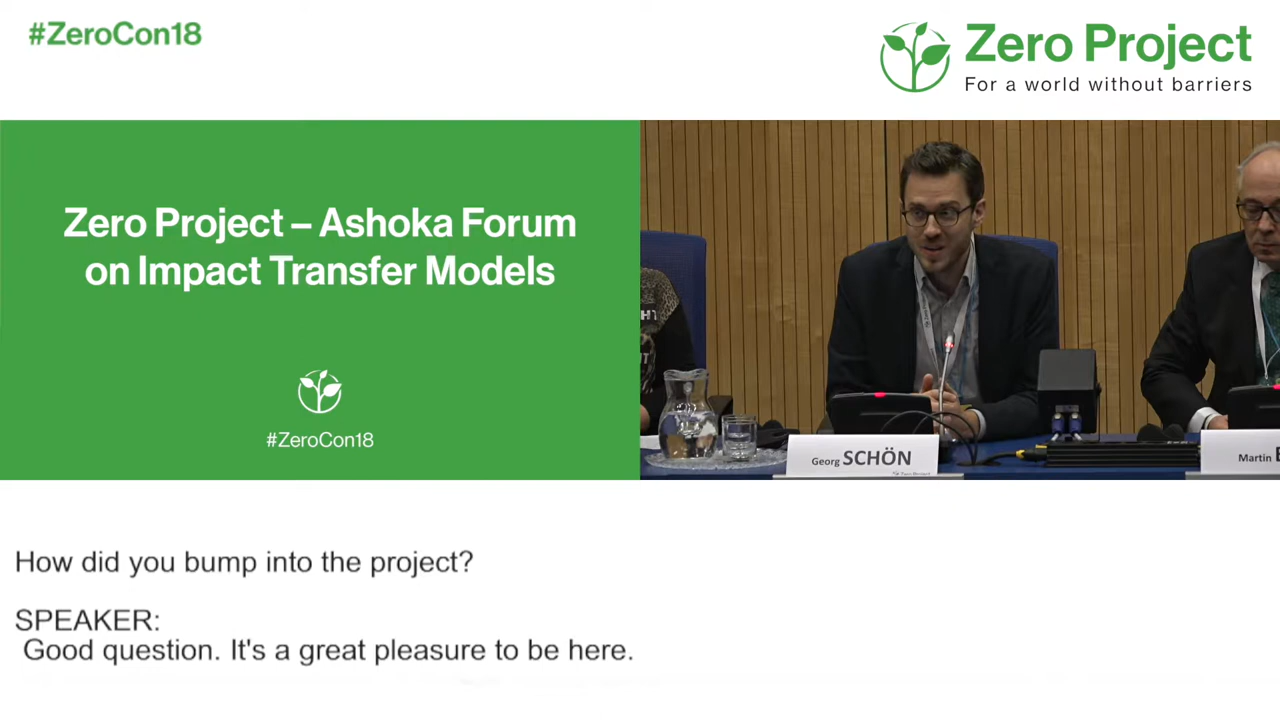 #ZeroCon18
Zero Project
For a world without barriers
Zero Project – Ashoka Forum
on Impact Transfer Models
#ZeroCon18
Georg SCHÖN
Martin
How did you bump into the project?
SPEAKER:
Good question. It's a great pleasure to be here.